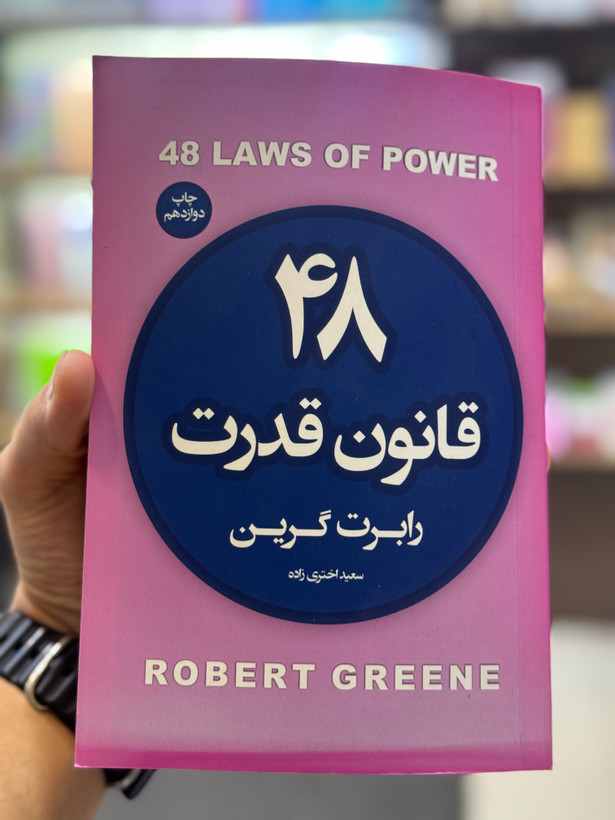 48 LAWS OF POWER
چاپ
دوازدهم
۴۸
قانون قدرت
رابرت گرین
سعید اختری زاده
ROBERT GREENE